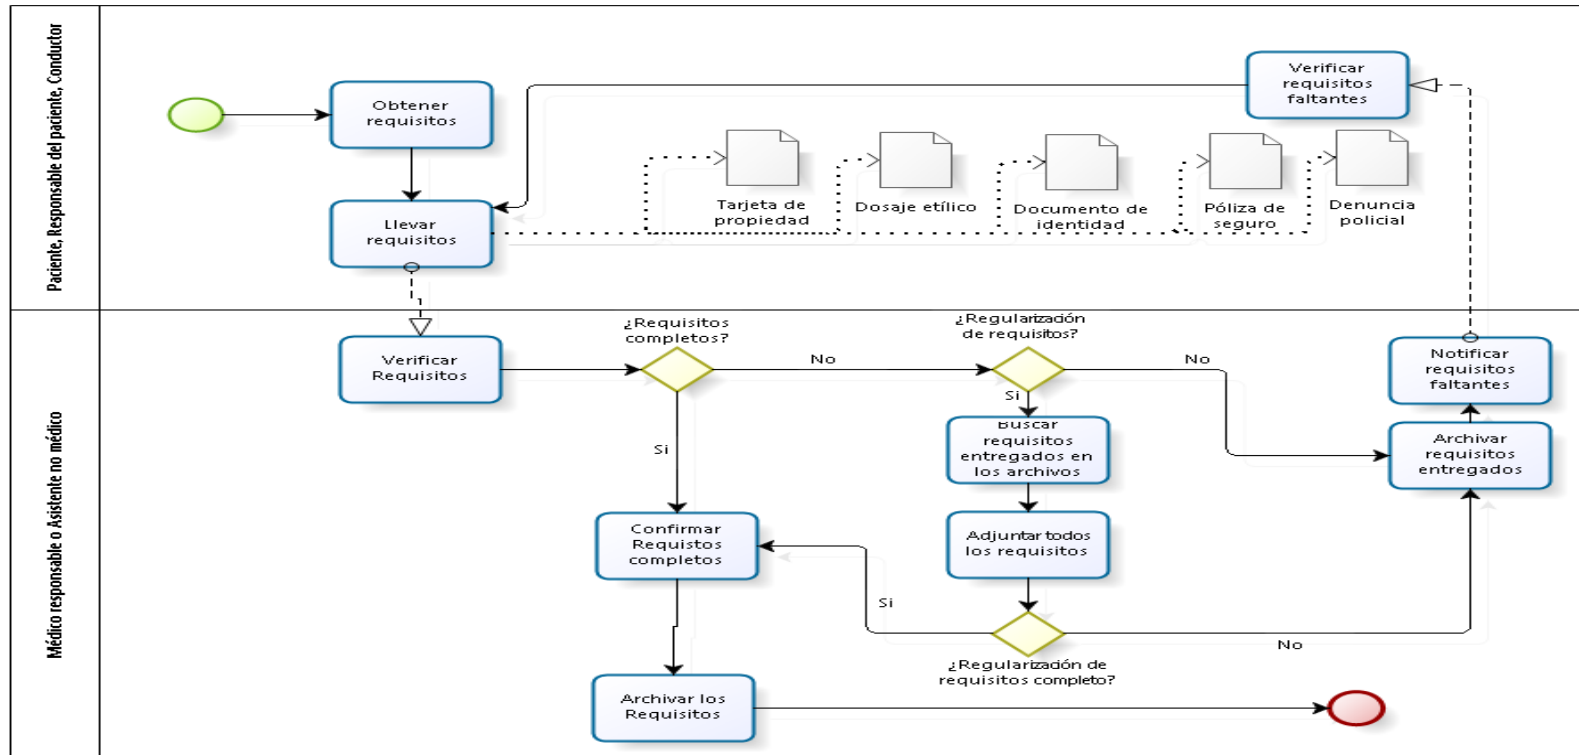 Paciente, Responsable del paciente, Conductor
Obtener
requisitos
Verificar
requisitos
faltantes
Llevar
requisitos
Tarjeta de
propiedad
Dosaje etílico
Documento de
identidad
Póliza de
seguro
Denuncia
policial
Médico responsable o Asistente no médico
Verificar
Requisitos
¿Requisitos
completos?
No
Si
¿Regularización
de requisitos?
No
Si
Notificar
requisitos
faltantes
Buscar
requisitos
entregados en
los archivos
Archivar
requisitos
entregados
Confirmar
Requistos
completos
Adjuntar todos
los requisitos
Si
No
¿Regularización de
requisitos completo?
Archivar los
Requisitos